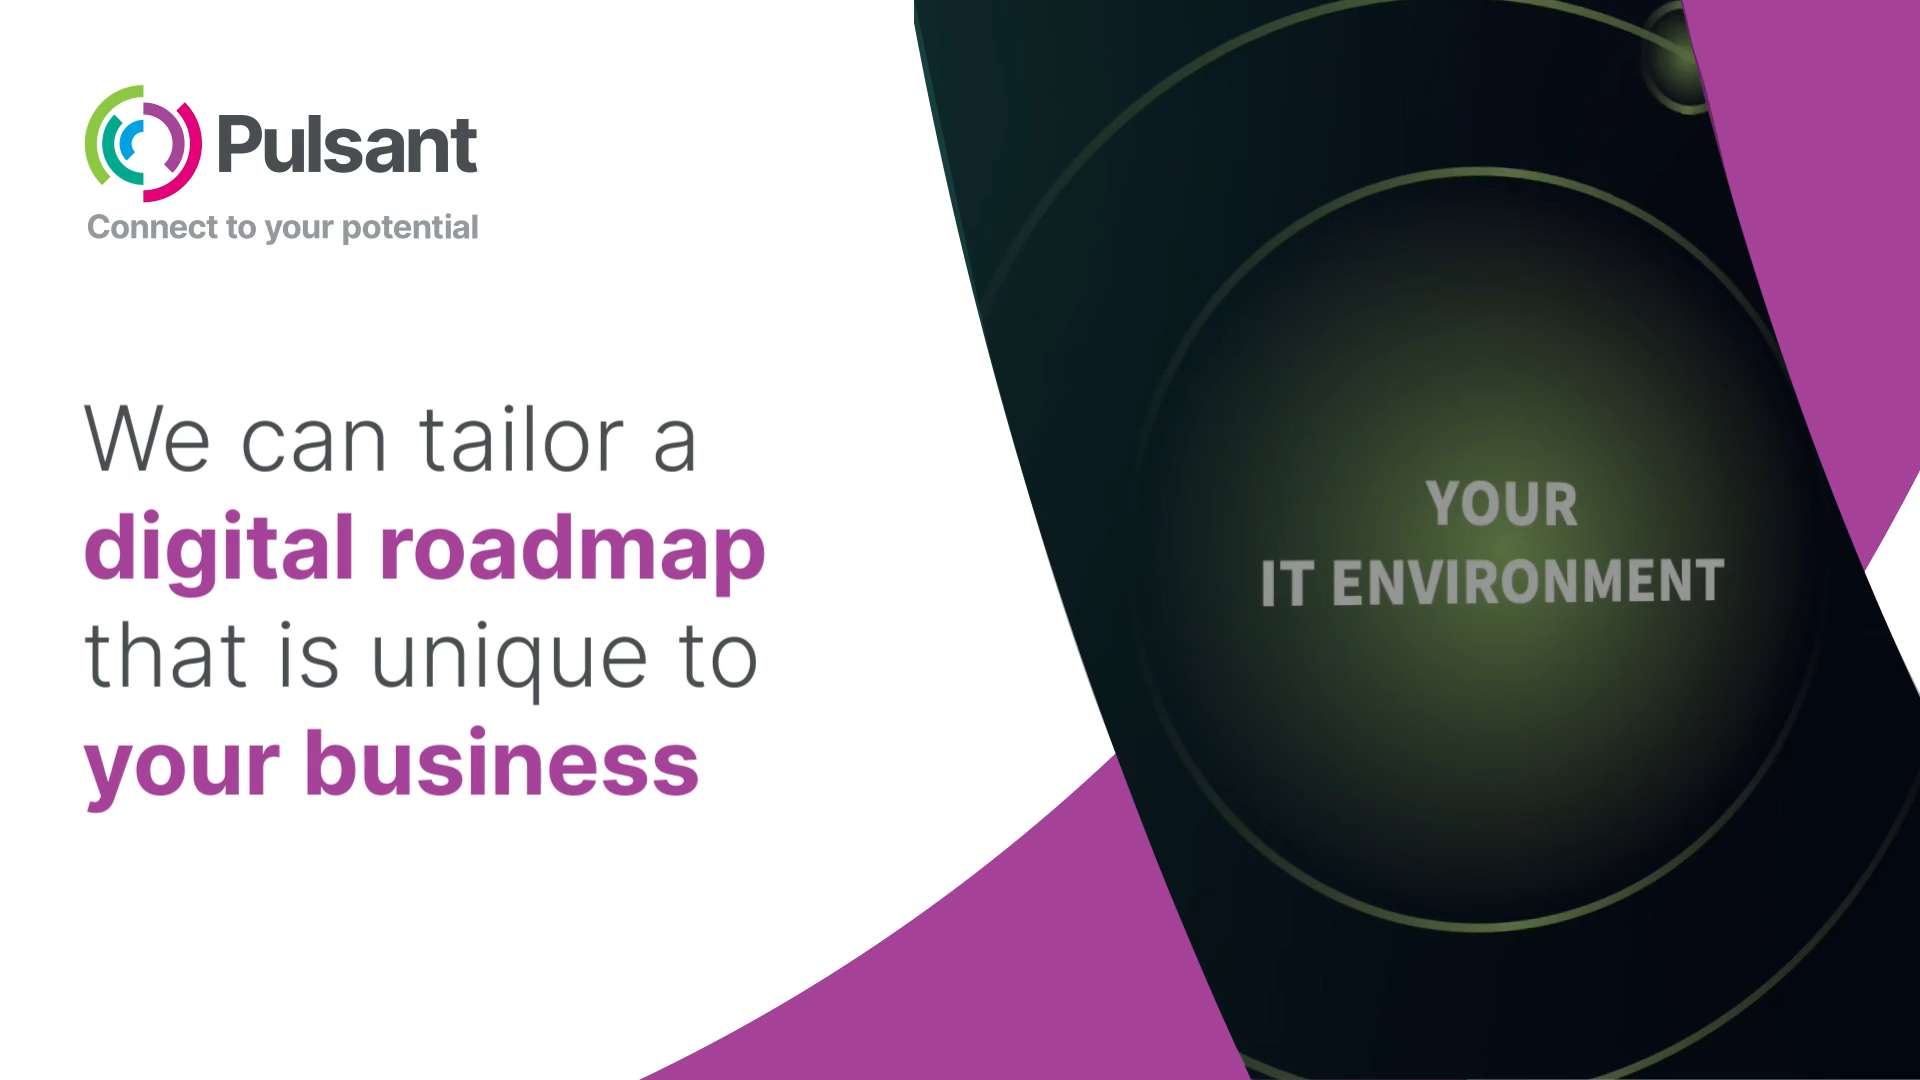 Pulsant
Connect to your potential
We can tailor a
digital roadmap
that is unique to
your business
YOUR
IT ENVIRONMENT